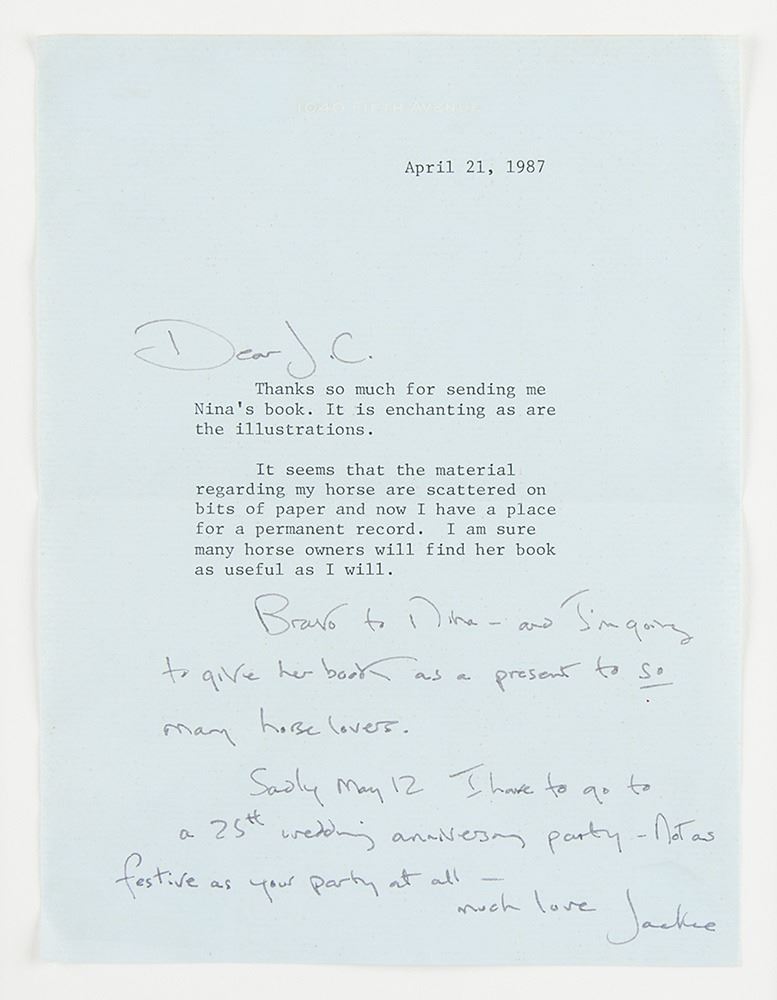 1040 FIFTH AVENUE
April 21, 1987
Dear J.C.
Thanks so much for sending me
Nina's book. It is enchanting as are
the illustrations.
It seems that the material
regarding my horse are scattered on
bits of paper and now I have a place
for a permanent record. I am sure
many horse owners will find her book
as useful as I will.
Bravo to Nina – and I'm going
to give her book as a present to so
many horse lovers.
Sadly May 12 I have to go to
a 25th wedding anniversary party – Not as
festive as your party at all –
much love Jackie